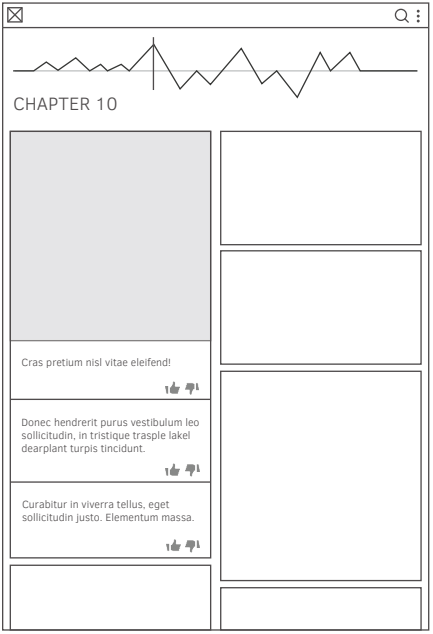 CHAPTER 10
Cras pretium nisl vitae eleifend!
Donec hendrerit purus vestibulum leo
sollicitudin, in tristique trasple lakel
dearplant turpis tincidunt.
Curabitur in viverra tellus, eget
sollicitudin justo. Elementum massa.